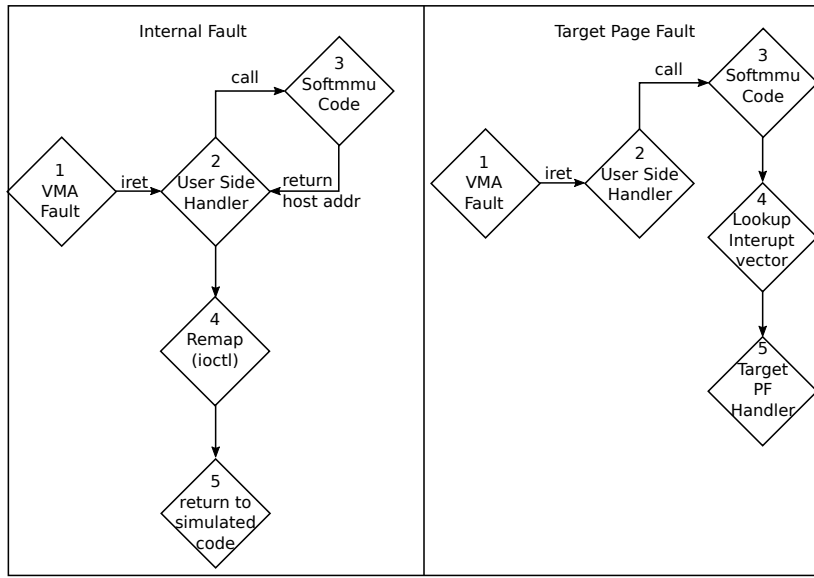 Internal Fault
1
VMA
Fault
iret
2
User Side
Handler
call
3
Softmmu
Code
return
host addr
4
Remap
(ioctl)
5
return to
simulated
code
Target Page Fault
1
VMA
Fault
iret
2
User Side
Handler
call
3
Softmmu
Code
4
Lookup
Interupt
vector
5
Target
PF
Handler